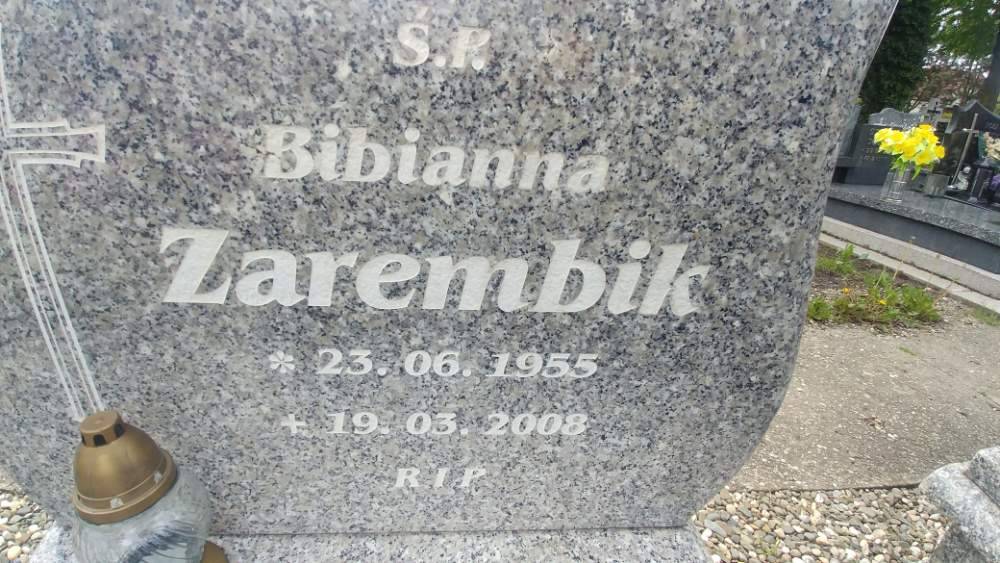 Ś.P.
Bibianna
Zarembik
* 23. 06. 1955
+ 19. 03. 2008
R I P